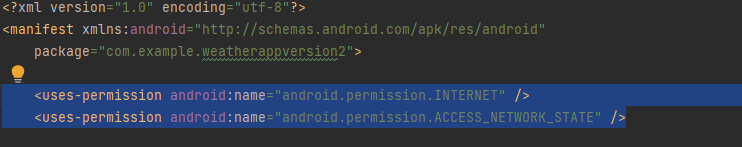 <?xml version="1.0" encoding="utf-8"?>
<manifest xmlns:android="http://schemas.android.com/apk/res/android"
    package="com.example.weatherappversion2">
    <uses-permission android:name="android.permission.INTERNET" />
    <uses-permission android:name="android.permission.ACCESS_NETWORK_STATE" />